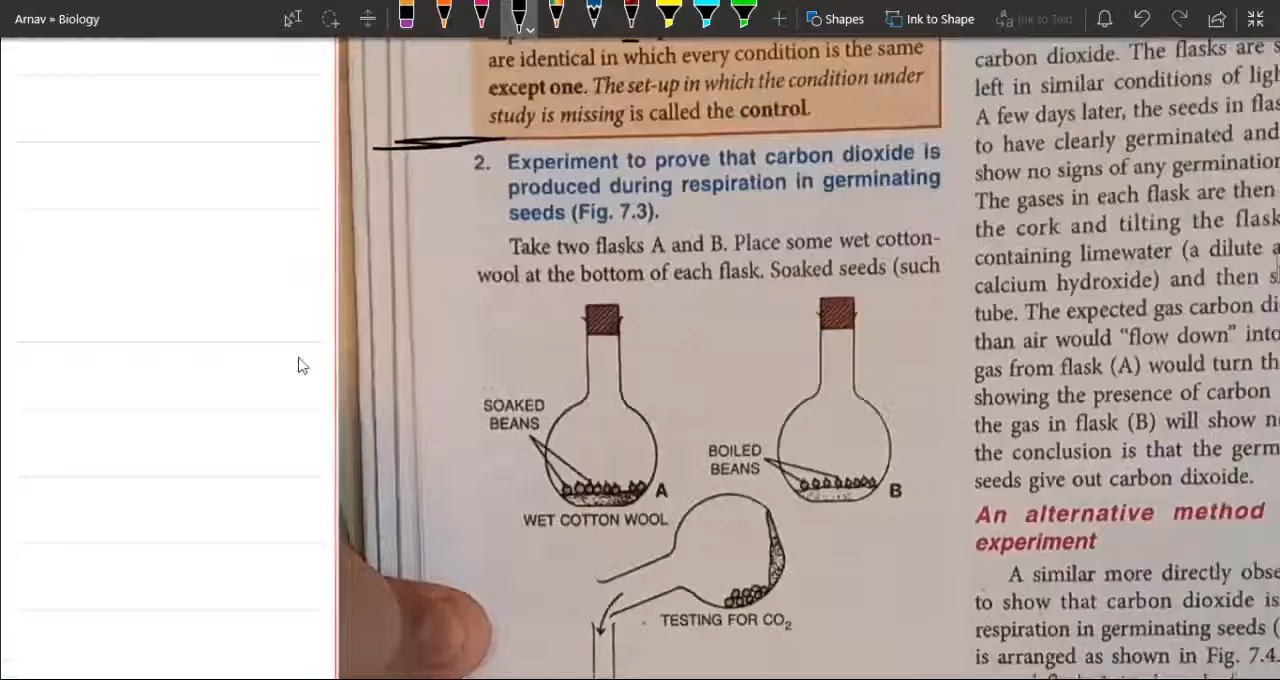 Arnav » Biology
Shapes
Ink to Shape
Ink to Text
are identical in which every condition is the same
except one. The set-up in which the condition under
study is missing is called the control.
2. Experiment to prove that carbon dioxide is
produced during respiration in germinating
seeds (Fig. 7.3).
Take two flasks A and B. Place some wet cotton-
wool at the bottom of each flask. Soaked seeds (such
SOAKED
BEANS
A
WET COTTON WOOL
BOILED
BEANS
B
TESTING FOR CO₂
carbon dioxide. The flasks are
left in similar conditions of
A few days later, the seeds in
to have clearly germinated and
show no signs of any germination
The gases in each flask are then
the cork and tilting the flask
containing limewater (a dilute
calcium hydroxide) and then
tube. The expected gas carbon
than air would “flow down” into
gas from flask (A) would turn
showing the presence of carbon
the gas in flask (B) will show
the conclusion is that the
seeds give out carbon dixoide.
An alternative method
experiment
A similar more directly
to show that carbon dioxide is
respiration in germinating seeds (
is arranged as shown in Fig. 7.4.